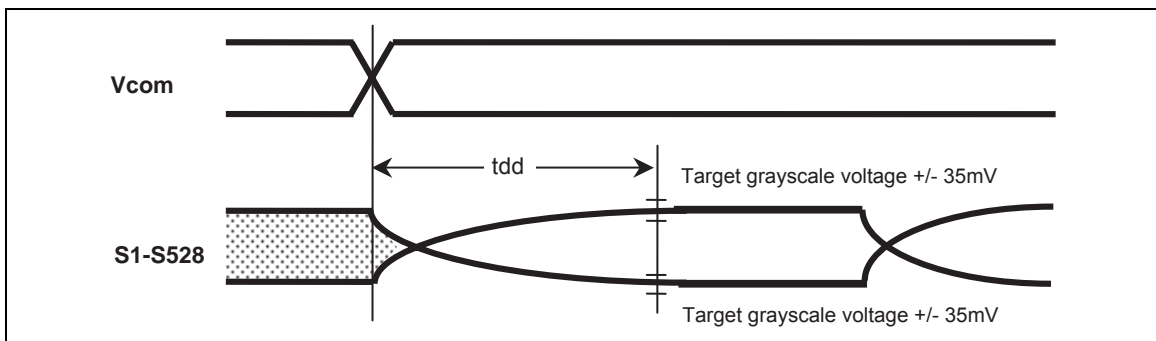 Vcom
tdd
Target grayscale voltage +/- 35mV
S1-S528
Target grayscale voltage +/- 35mV